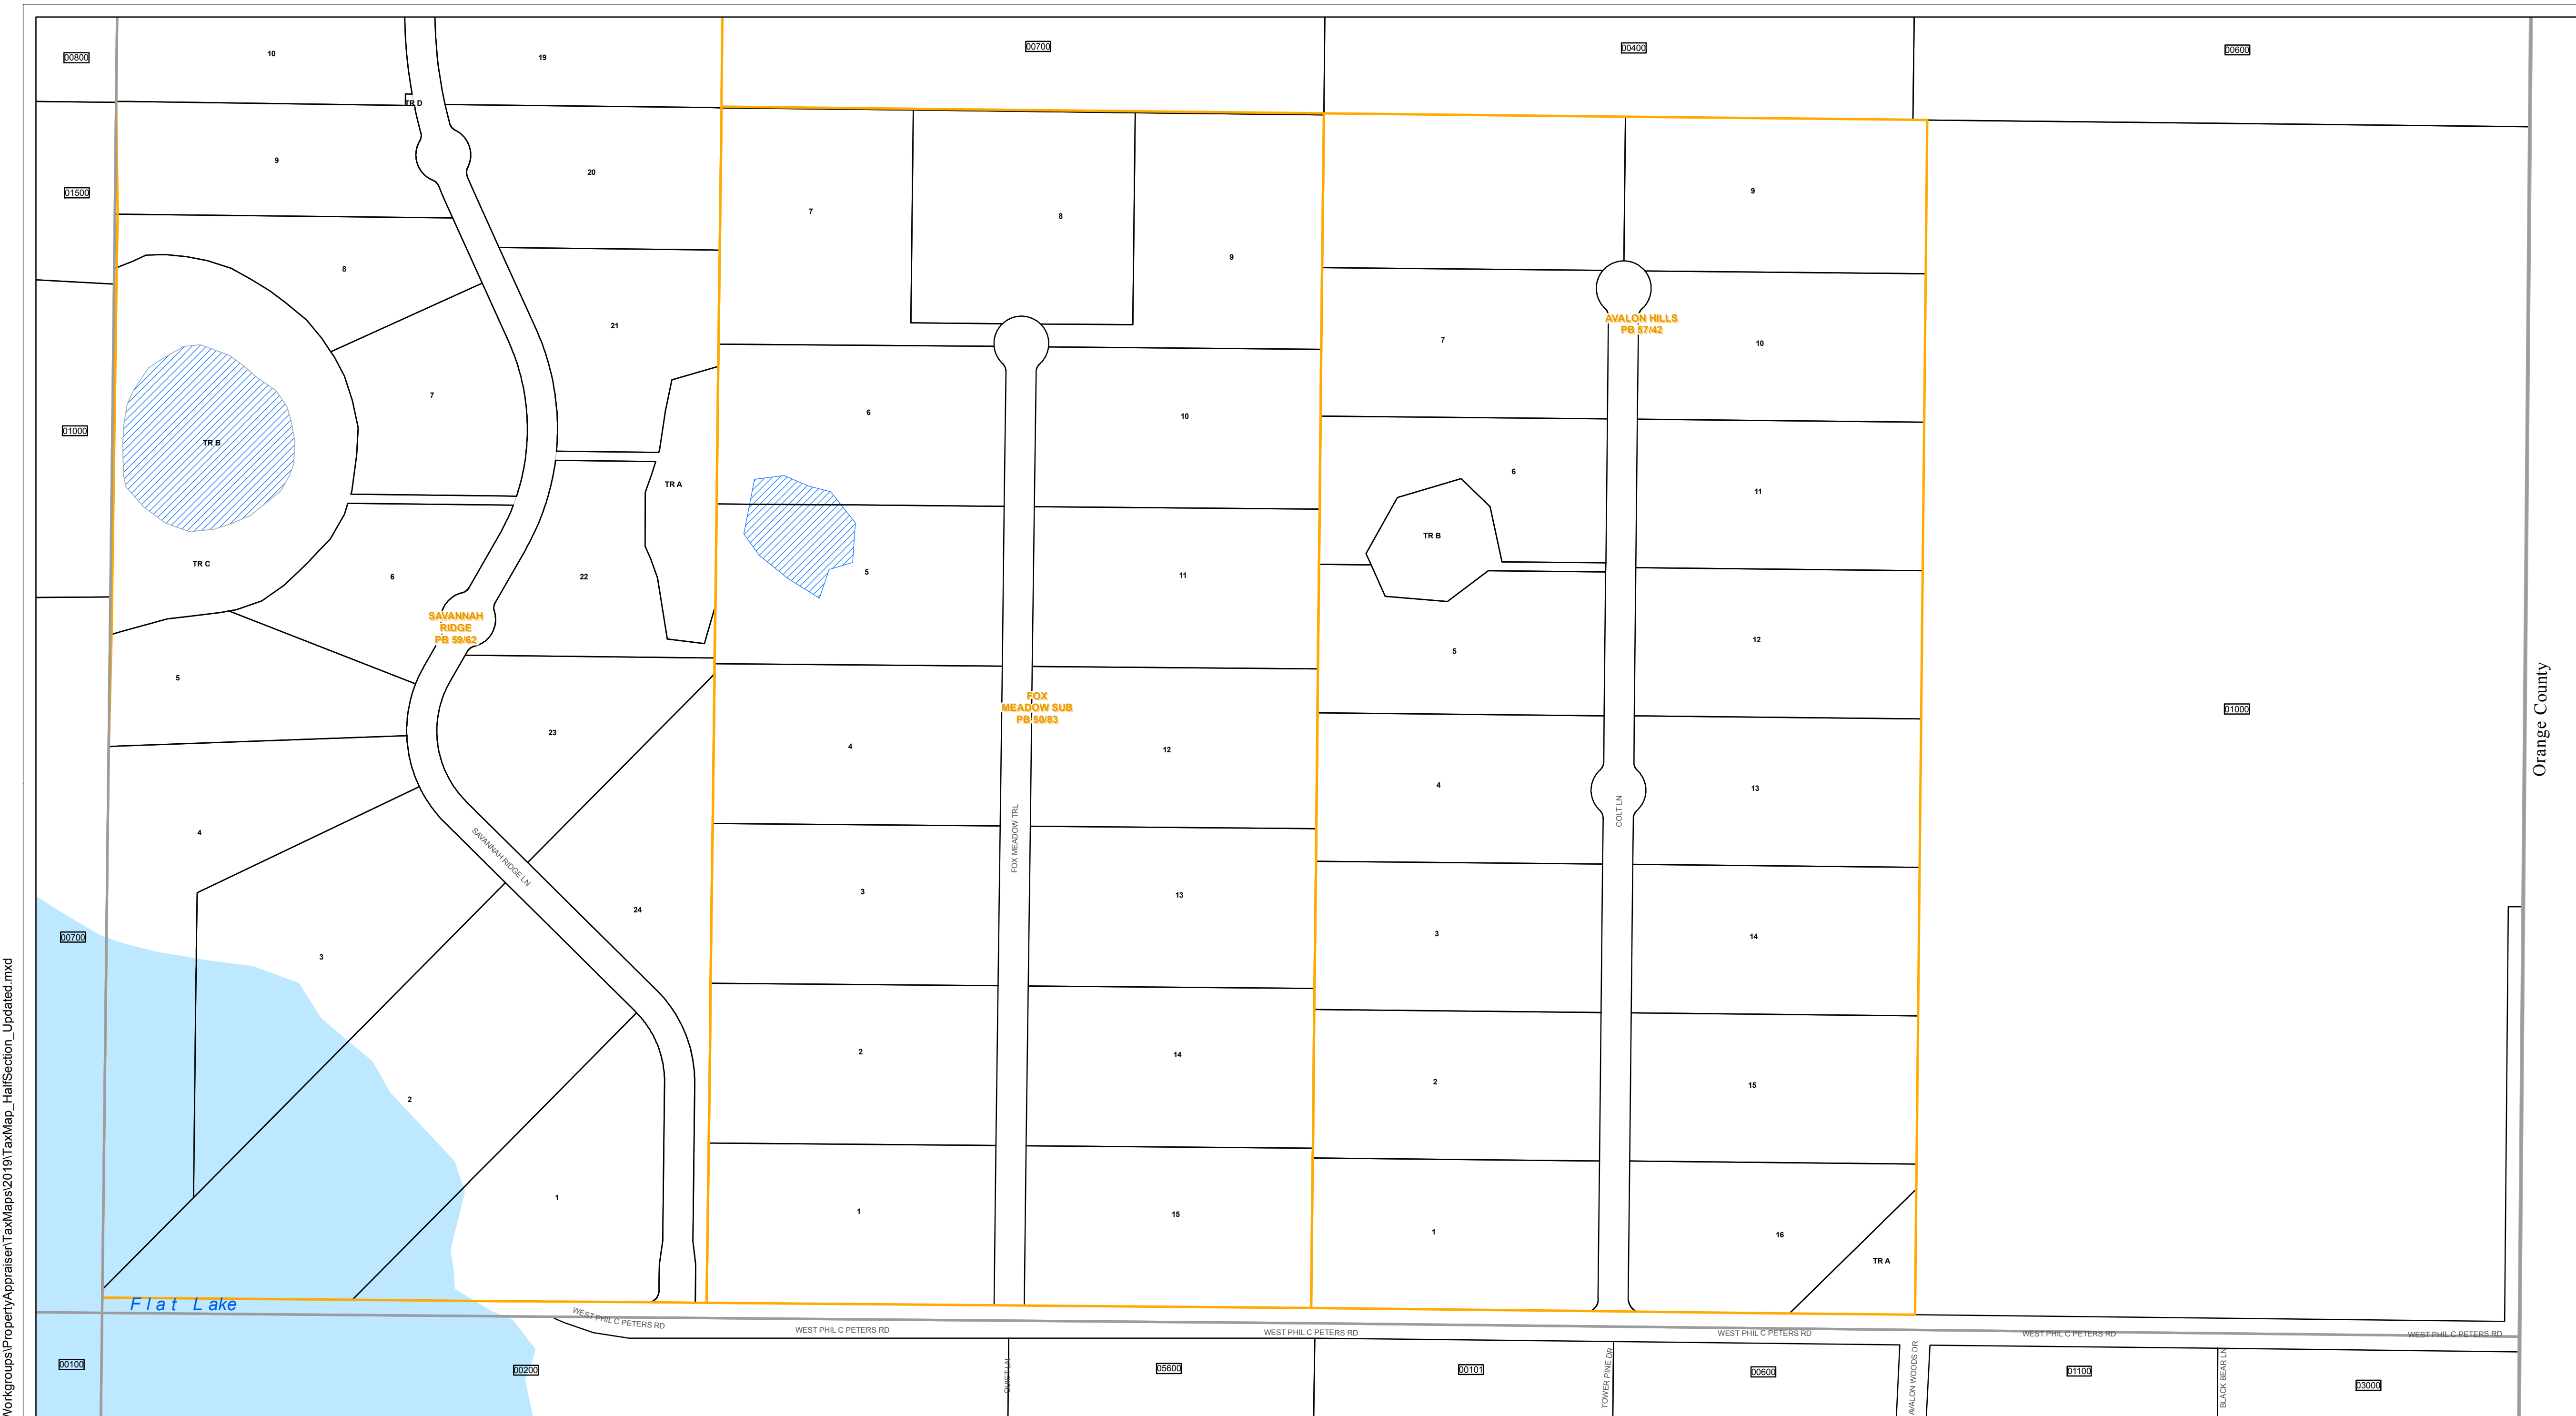 00800
10
19
00700
00400
00600
TR D
9
20
01500
7
8
9
9
8
21
7
10
7
01000
TR B
6
10
6
11
TR A
TR B
TR C
6
22
5
11
5
12
SAVANNAH
RIDGE
PB 59/62
AVALON HILLS
PB 57/42
5
23
FOX
MEADOW SUB
PB 50/83
4
12
4
13
01000
Orange County
4
SAVANNAH RIDGE LN
FOX MEADOW TRL
COLT LN
24
3
13
3
14
00700
3
2
2
14
2
15
1
1
15
1
16
TR A
Flat Lake
WEST PHIL C PETERS RD
WEST PHIL C PETERS RD
WEST PHIL C PETERS RD
WEST PHIL C PETERS RD
WEST PHIL C PETERS RD
WEST PHIL C PETERS RD
00100
00200
QUIET LN
05600
00101
TOWER PINE DR
00600
AVALON WOODS DR
01100
BLACK BEAR LN
03000
Workgroups\PropertyAppraiser\TaxMaps\2019\TaxMap_HalfSection_Updated.mxd